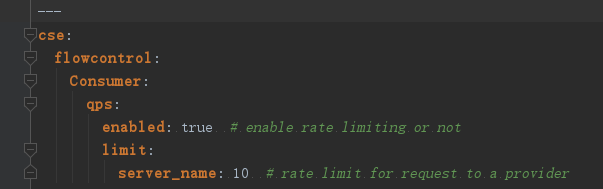 ---
cse:
  flowcontrol:
    Consumer:
      qps:
        enabled: true  # enable rate limiting or not
        limit:
          server_name: 10  # rate limit for request to a provider